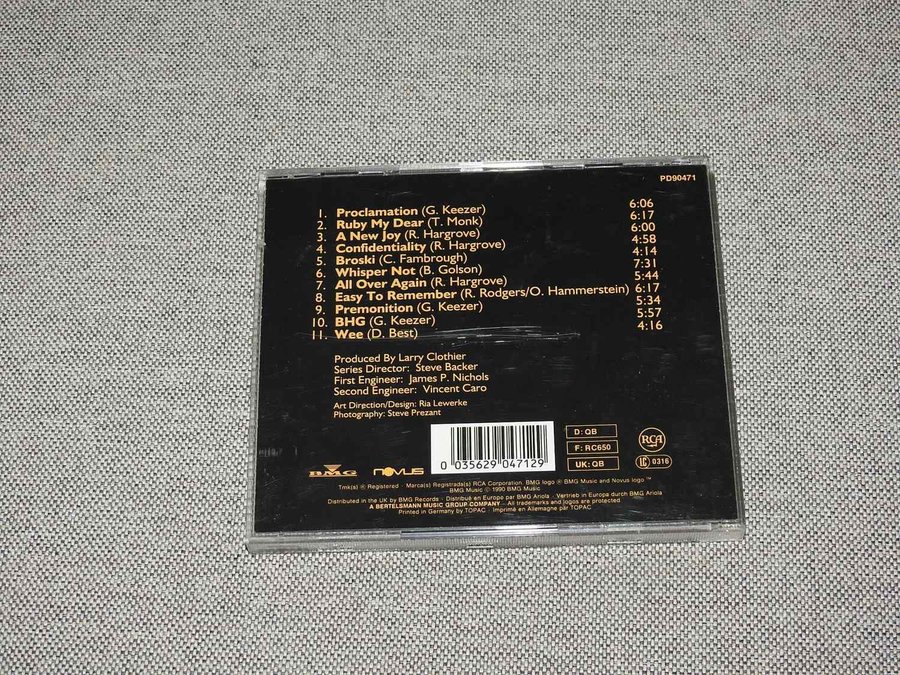 PD90471
1. Proclamation (G. Keezer) 6:06
2. Ruby My Dear (T. Monk) 6:17
3. A New Joy (R. Hargrove) 6:00
4. Confidentiality (R. Hargrove) 4:58
5. Broski (C. Fambrough) 4:14
6. Whisper Not (B. Golson) 7:31
7. All Over Again (R. Hargrove) 5:44
8. Easy To Remember (R. Rodgers/O. Hammerstein) 6:17
9. Premonition (G. Keezer) 5:34
10. BHG (G. Keezer) 5:57
11. Wee (D. Best) 4:16
Produced By Larry Clothier
Series Director: Steve Backer
First Engineer: James P. Nichols
Second Engineer: Vincent Caro
Art Direction/Design: Ria Lewerke
Photography: Steve Prezant
BMG
NOVUS
0 035629 047129
D: QB
F: RC650
UK: QB
RCA
LC 0316
Tmk(s) ® Registered · Marca(s) Registrada(s) RCA Corporation. BMG logo ® BMG Music and Novus logo ™
BMG Music · © 1990 BMG Music
Distributed in the UK by BMG Records · Distribué en Europe par BMG Ariola · Vertrieb in Europa durch BMG Ariola
A BERTELSMANN MUSIC GROUP COMPANY · All trademarks and logos are protected
Printed in Germany by TOPAC · Imprimé en Allemagne par TOPAC